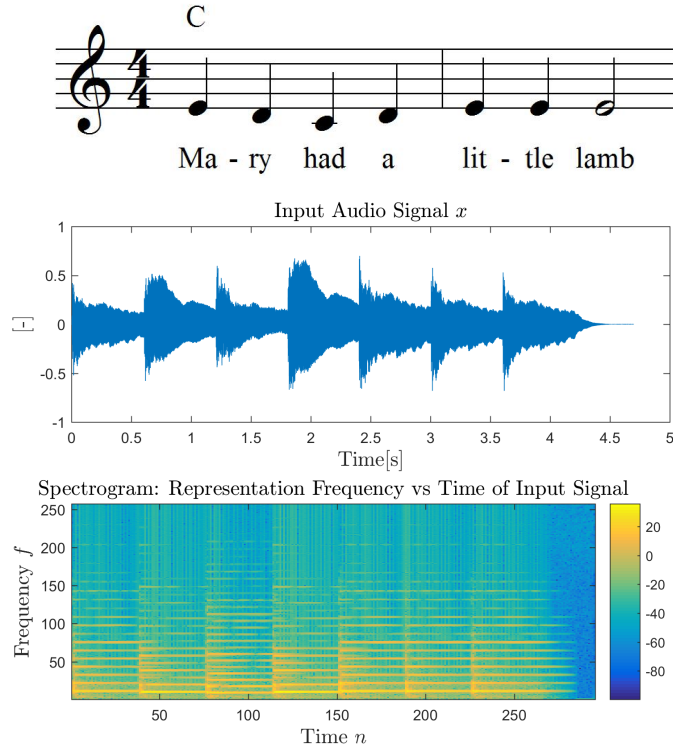 C
4
4
Ma - ry had a lit - tle lamb
Input Audio Signal x
1
0.5
0
-0.5
-1
[-]
0 0.5 1 1.5 2 2.5 3 3.5 4 4.5 5
Time[s]
Spectrogram: Representation Frequency vs Time of Input Signal
250
200
150
100
50
Frequency f
20
0
-20
-40
-60
-80
50 100 150 200 250
Time n